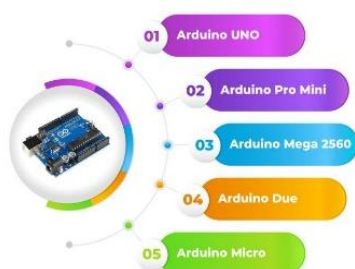 01 Arduino UNO
02 Arduino Pro Mini
03 Arduino Mega 2560
04 Arduino Due
05 Arduino Micro